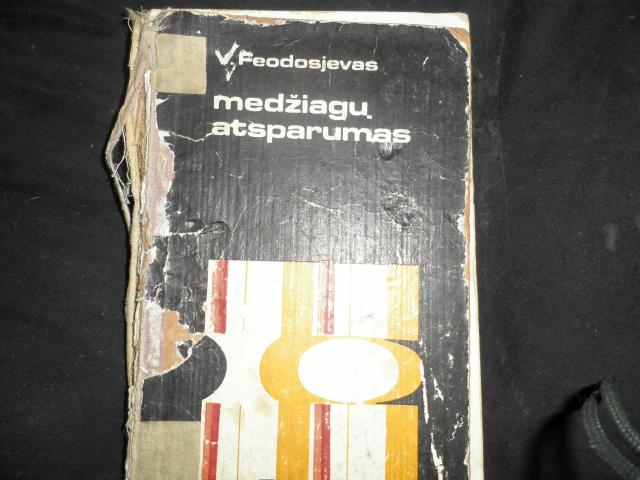 V. Feodosjevas
medžiagų
atsparumas